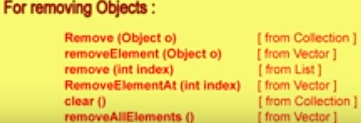 For removing Objects :
Remove (Object o) [ from Collection ]
removeElement (Object o) [ from Vector ]
remove (int index) [ from List ]
RemoveElementAt (int index) [ from Vector ]
clear () [ from Collection ]
removeAllElements () [ from Vector ]